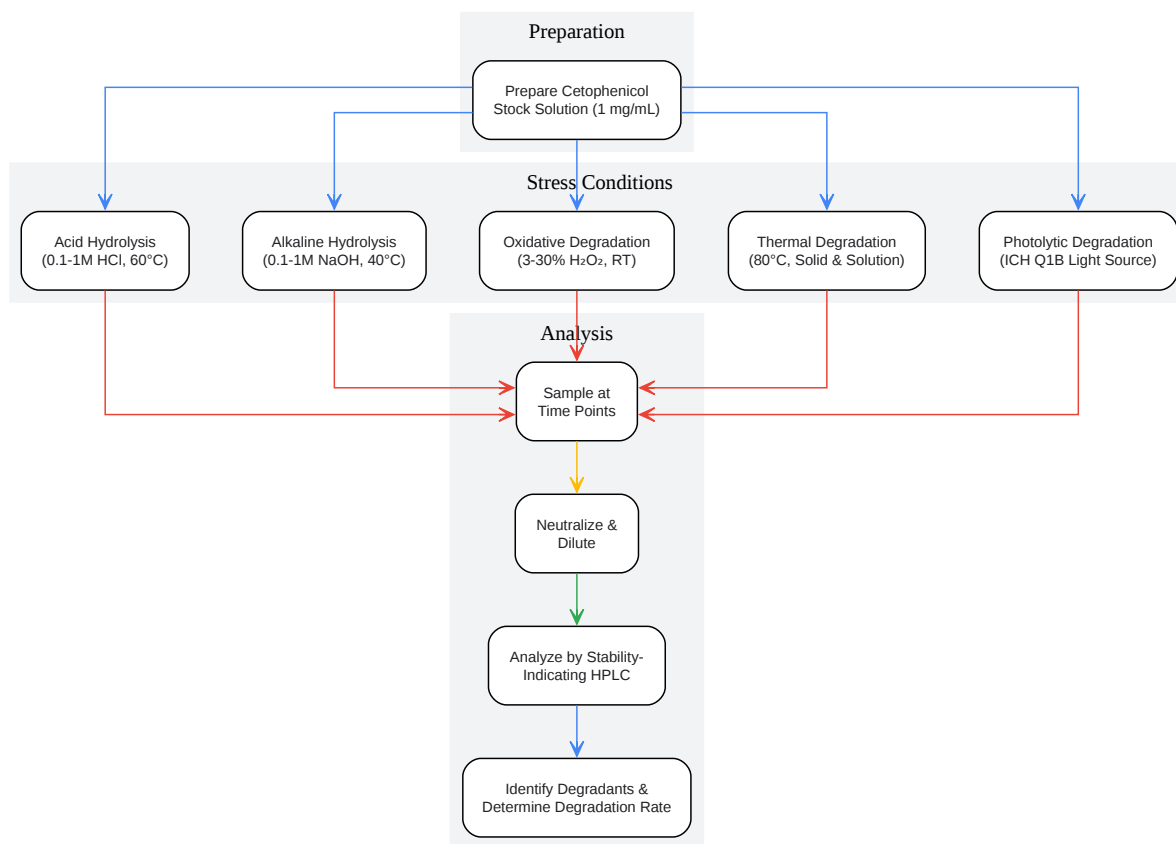 Preparation
Prepare Cetophenicol
Stock Solution (1 mg/mL)
Stress Conditions
Acid Hydrolysis
(0.1-1M HCl, 60°C)
Alkaline Hydrolysis
(0.1-1M NaOH, 40°C)
Oxidative Degradation
(3-30% H₂O₂, RT)
Thermal Degradation
(80°C, Solid & Solution)
Photolytic Degradation
(ICH Q1B Light Source)
Analysis
Sample at
Time Points
Neutralize &
Dilute
Analyze by Stability-
Indicating HPLC
Identify Degradants &
Determine Degradation Rate